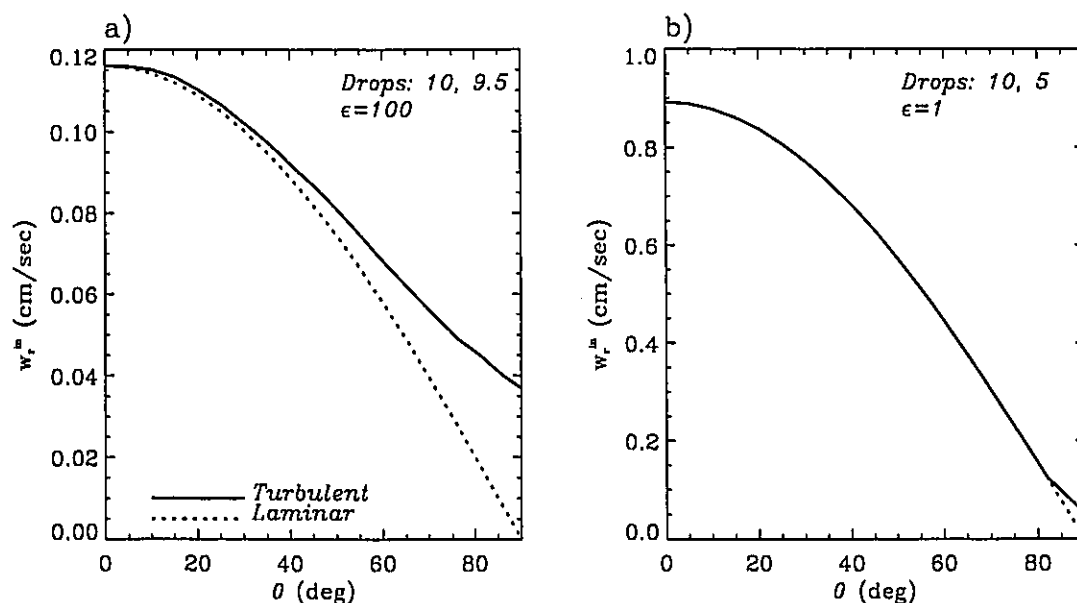 a)
0.12
0.10
0.08
0.06
0.04
0.02
0.00
w_r^in (cm/sec)
Drops: 10, 9.5
ϵ=100
Turbulent
Laminar
0 20 40 60 80
θ (deg)
b)
1.0
0.8
0.6
0.4
0.2
0.0
w_r^in (cm/sec)
Drops: 10, 5
ϵ=1
0 20 40 60 80
θ (deg)